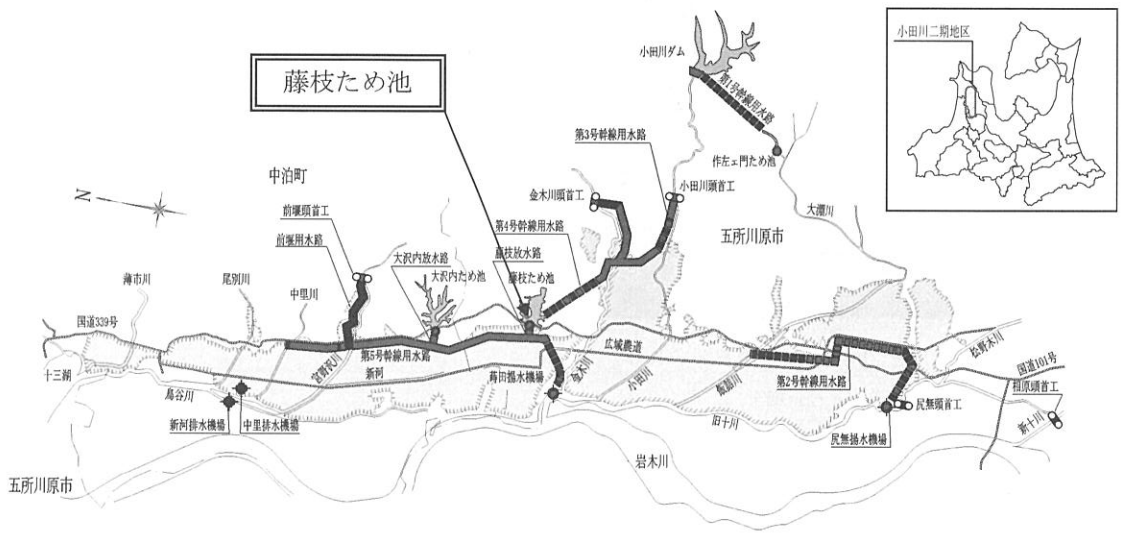 小田川二期地区
小田川ダム
藤枝ため池
第1号幹線用水路
第3号幹線用水路
作左ェ門ため池
中泊町
N
金木川頭首工
小田川頭首工
前堰頭首工
大溜川
第4号幹線用水路
五所川原市
前堰用水路
大沢内放水路
藤枝放水路
大沢内ため池
藤枝ため池
薄市川
尾別川
中里川
国道339号
広域農道
松野木川
第5号幹線用水路
宮野沢川
新河
国道101号
十三湖
蒔田揚水機場
金木川
小田川
飯詰川
第2号幹線用水路
相原頭首工
鳥谷川
尻無頭首工
新十川
旧十川
新河排水機場
中里排水機場
尻無揚水機場
岩木川
五所川原市